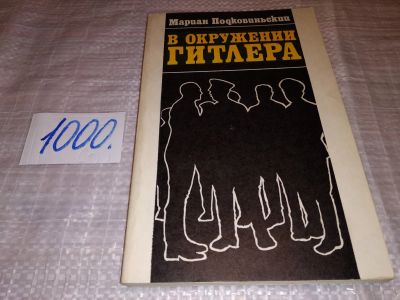 Мариан Подковиньский
В ОКРУЖЕНИИ
ГИТЛЕРА
1000.